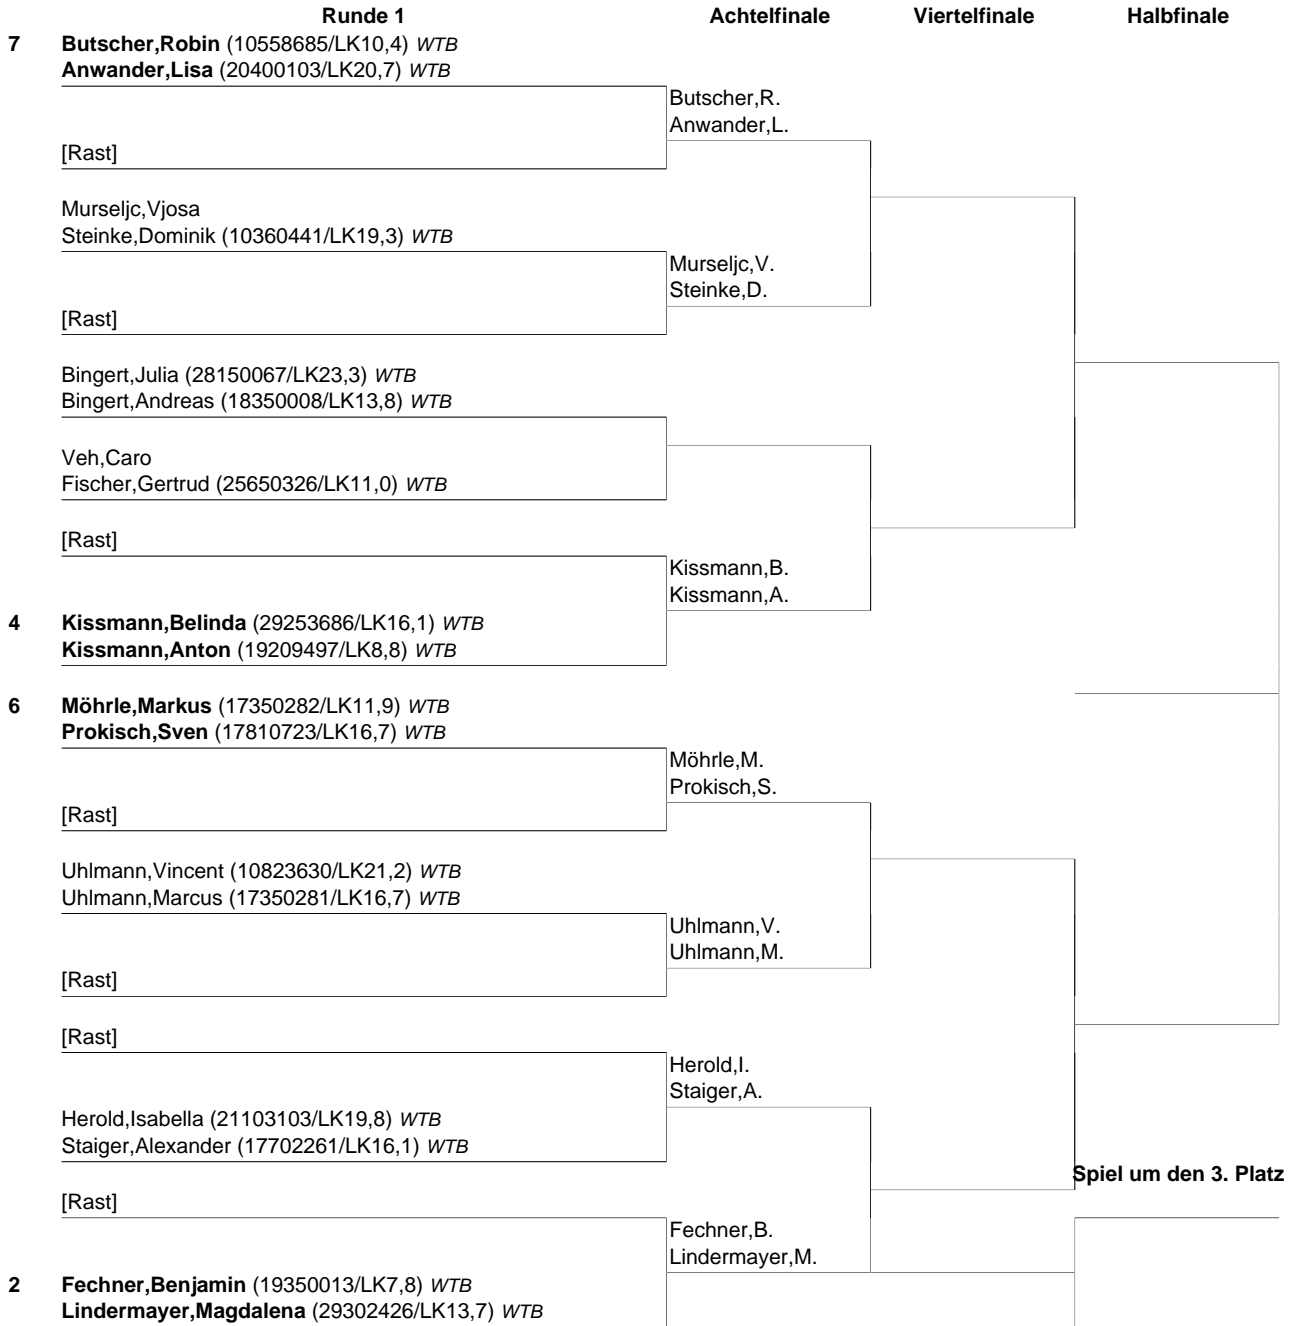 Runde 1 Achtelfinale Viertelfinale Halbfinale
7 Butscher,Robin (10558685/LK10,4) WTB
Anwander,Lisa (20400103/LK20,7) WTB
Butscher,R.
Anwander,L.
[Rast]
Murseljc,Vjosa
Steinke,Dominik (10360441/LK19,3) WTB
Murseljc,V.
Steinke,D.
[Rast]
Bingert,Julia (28150067/LK23,3) WTB
Bingert,Andreas (18350008/LK13,8) WTB
Veh,Caro
Fischer,Gertrud (25650326/LK11,0) WTB
[Rast]
Kissmann,B.
Kissmann,A.
4 Kissmann,Belinda (29253686/LK16,1) WTB
Kissmann,Anton (19209497/LK8,8) WTB
6 Möhrle,Markus (17350282/LK11,9) WTB
Prokisch,Sven (17810723/LK16,7) WTB
Möhrle,M.
Prokisch,S.
[Rast]
Uhlmann,Vincent (10823630/LK21,2) WTB
Uhlmann,Marcus (17350281/LK16,7) WTB
Uhlmann,V.
Uhlmann,M.
[Rast]
[Rast]
Herold,I.
Staiger,A.
Herold,Isabella (21103103/LK19,8) WTB
Staiger,Alexander (17702261/LK16,1) WTB
Spiel um den 3. Platz
[Rast]
Fechner,B.
Lindermayer,M.
2 Fechner,Benjamin (19350013/LK7,8) WTB
Lindermayer,Magdalena (29302426/LK13,7) WTB